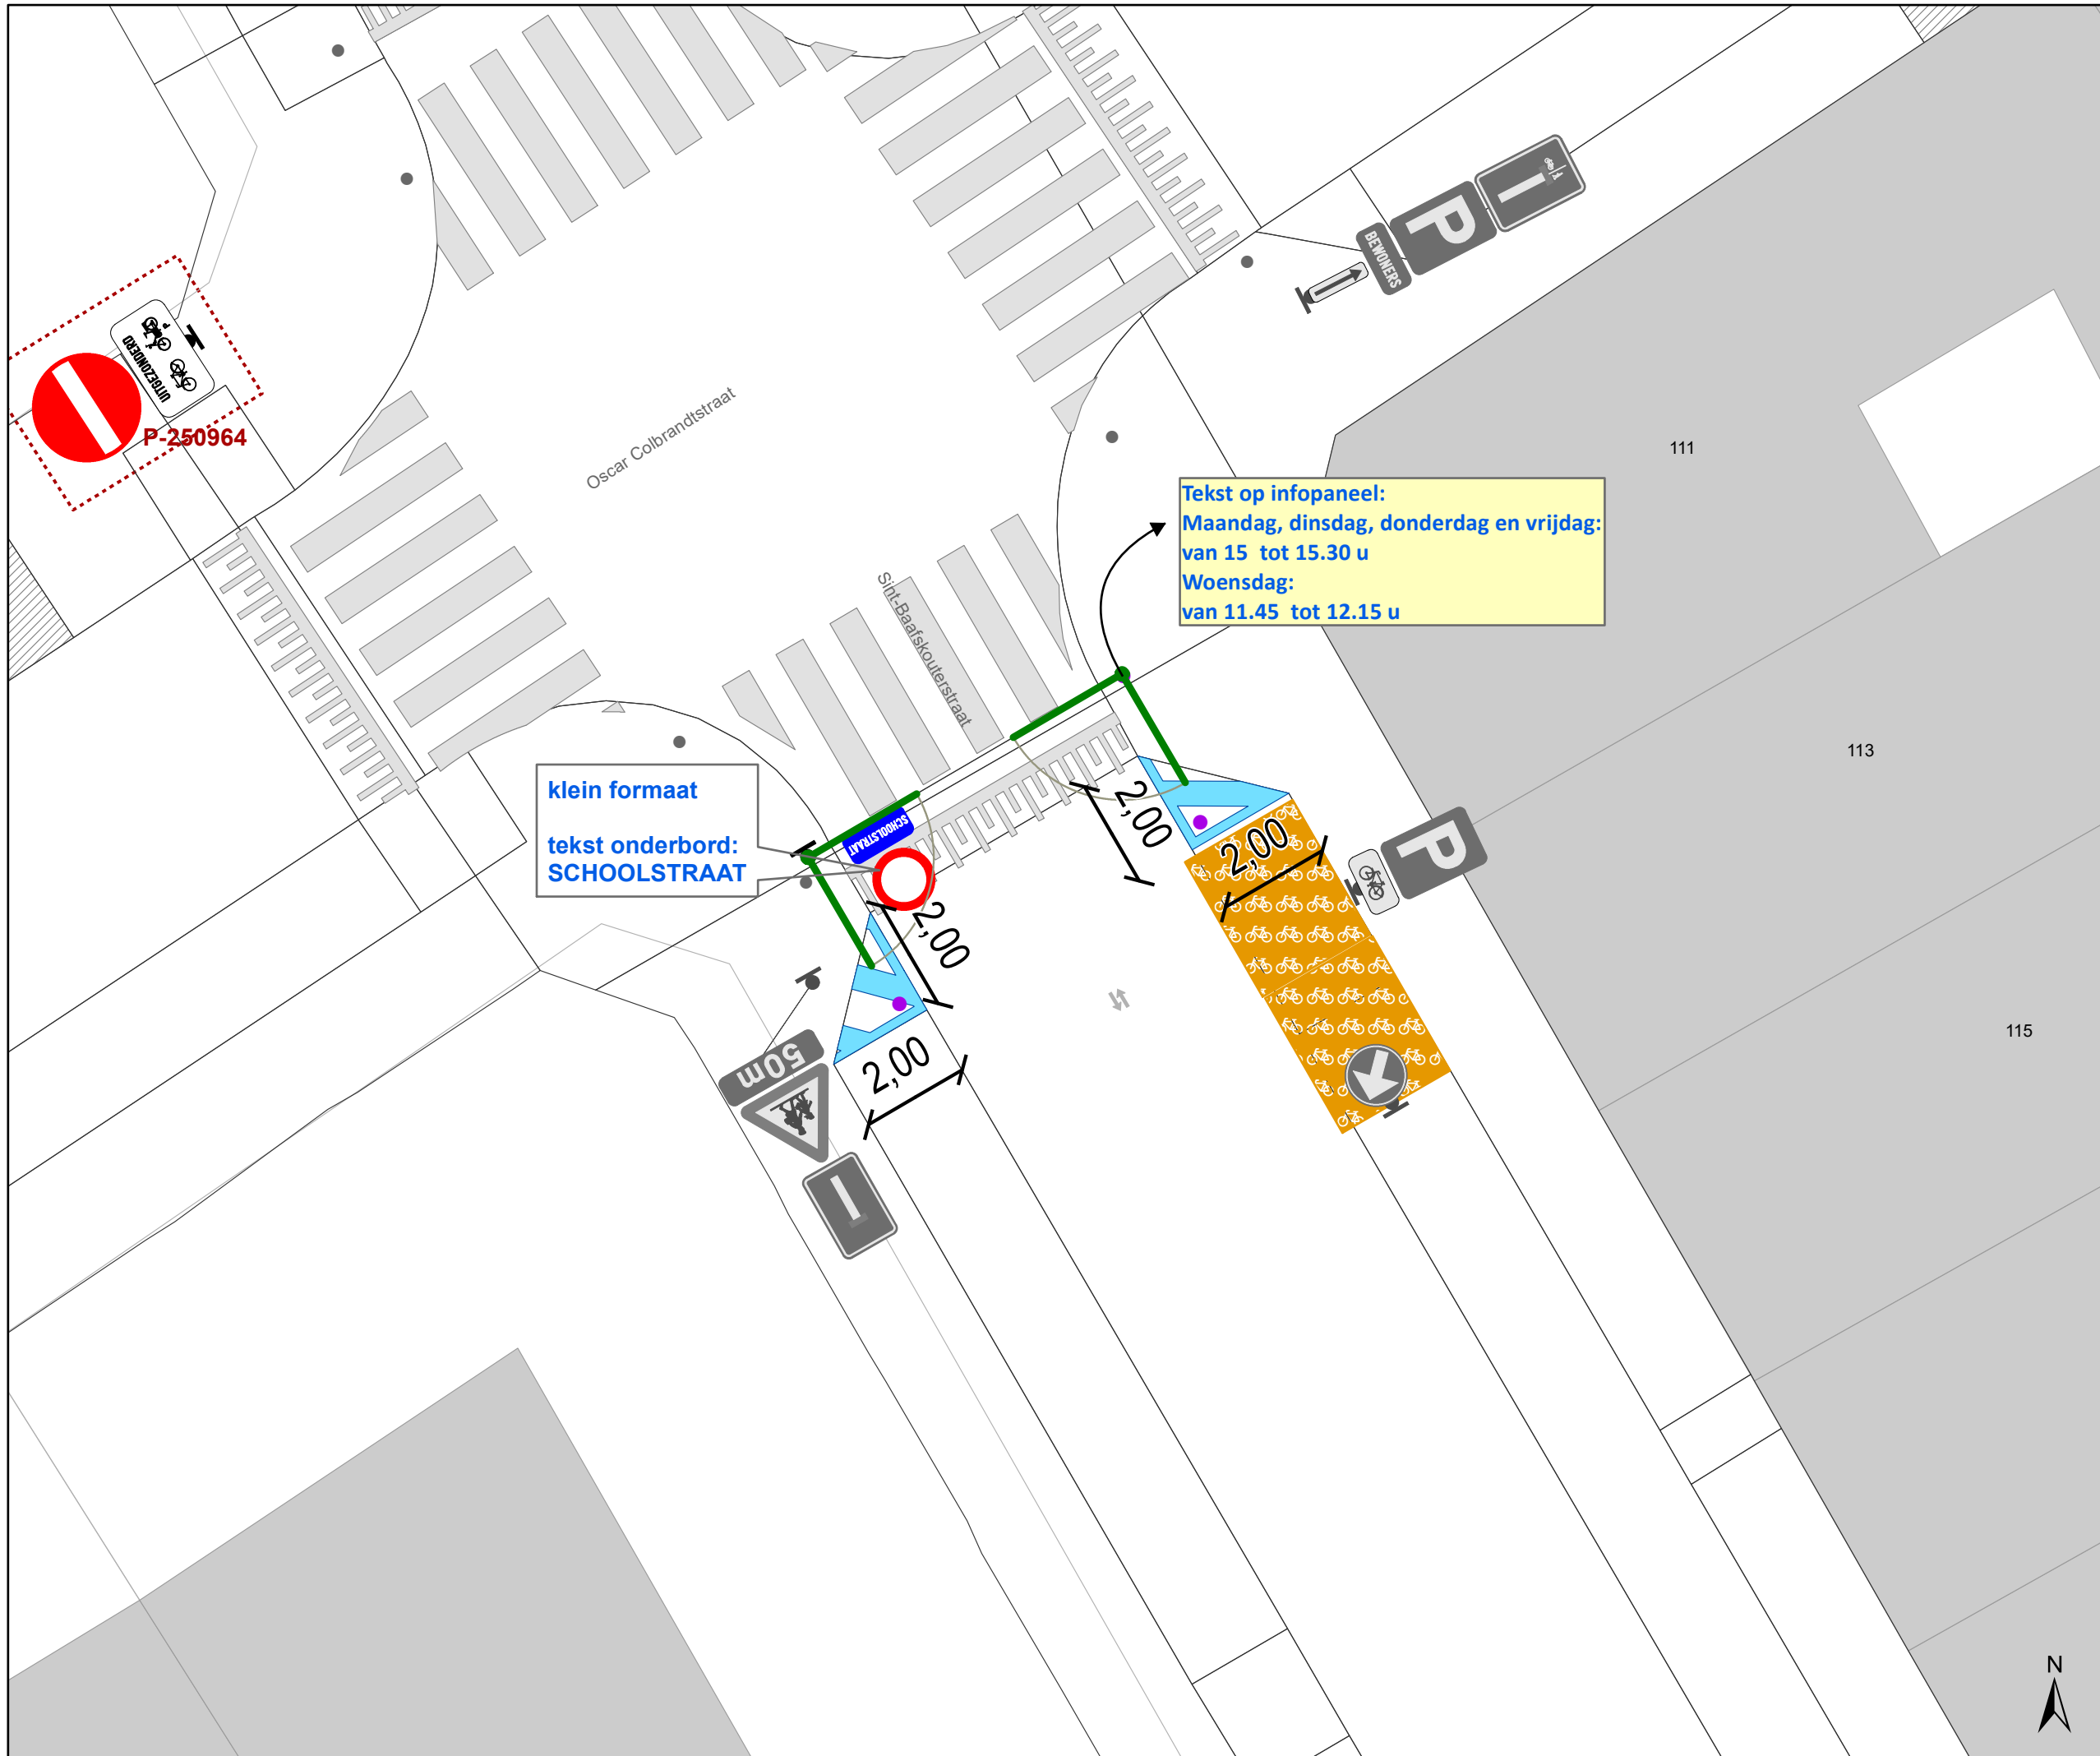 BEWONERS
P
UITGEZONDERD
P-250964
Oscar Colbrandtstraat
111
Tekst op infopaneel:
Maandag, dinsdag, donderdag en vrijdag:
van 15 tot 15.30 u
Woensdag:
van 11.45 tot 12.15 u
Sint-Baafskouterstraat
113
klein formaat
tekst onderbord:
SCHOOLSTRAAT
SCHOOLSTRAAT
2,00
2,00
P
2,00
2,00
50m
115
N